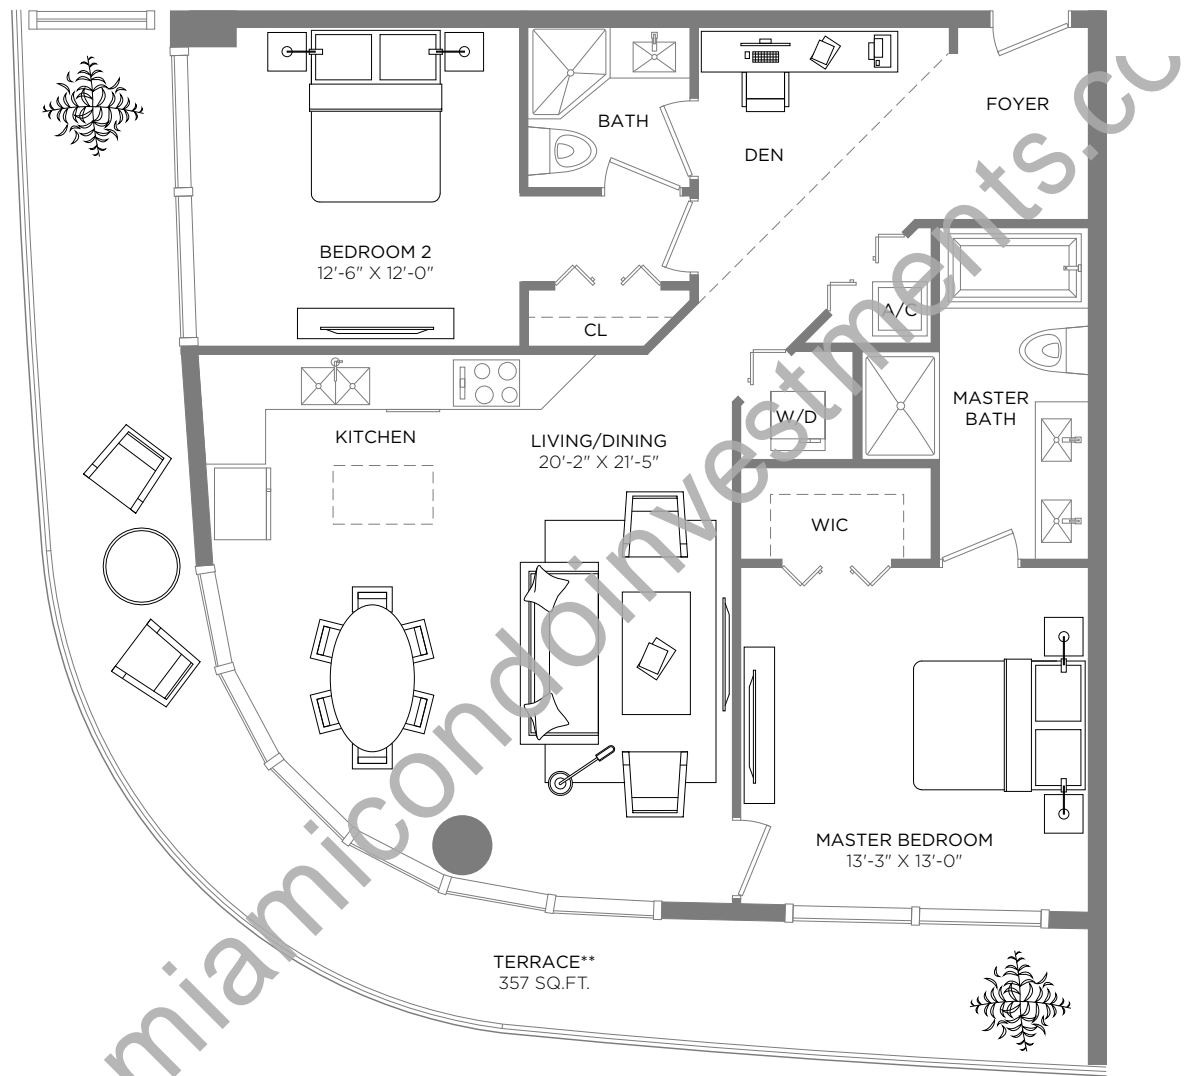 FOYER
BATH
DEN
BEDROOM 2
12'-6" X 12'-0"
A/C
CL
MASTER
BATH
W/D
KITCHEN
LIVING/DINING
20'-2" X 21'-5"
WIC
MASTER BEDROOM
13'-3" X 13'-0"
TERRACE**
357 SQ.FT.
miamicondoinvestments.co